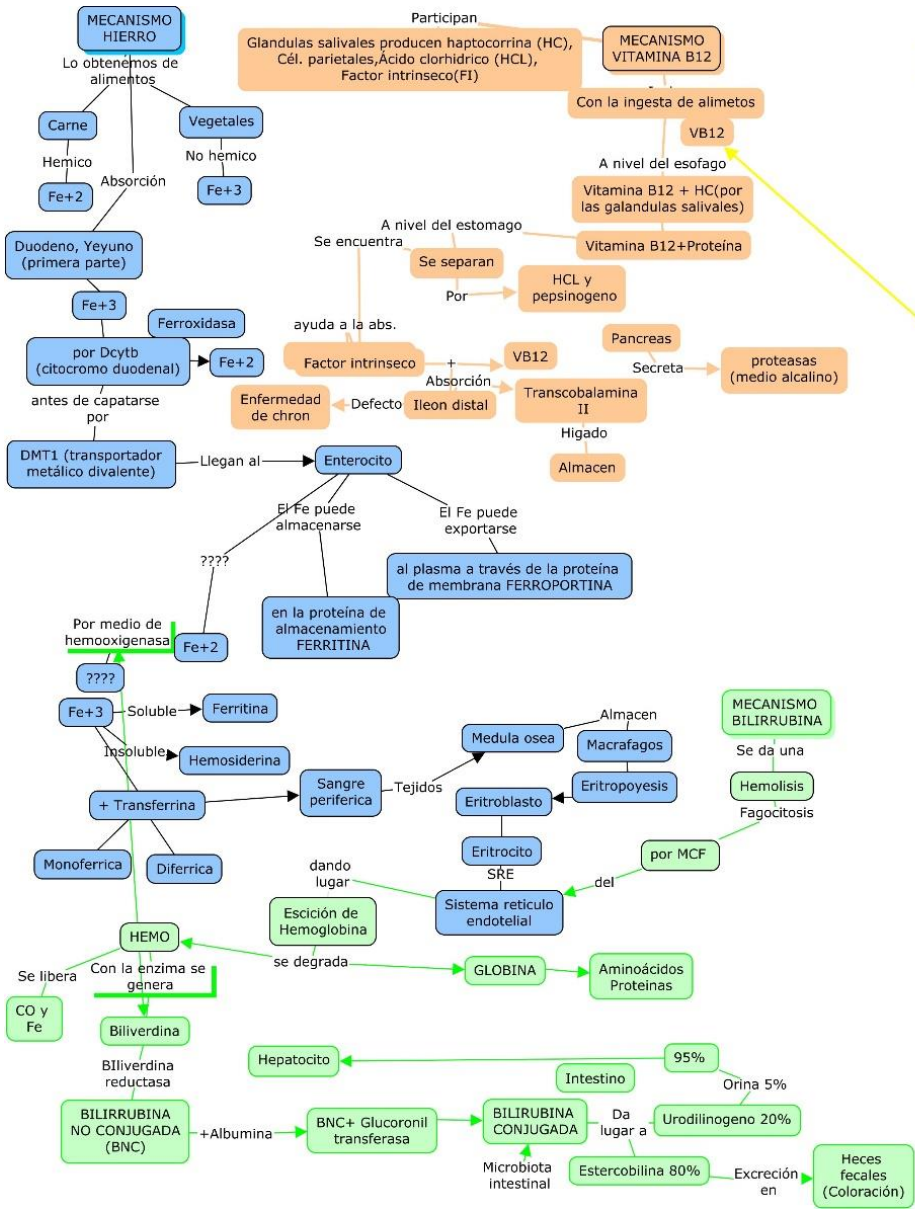 MECANISMO
HIERRO
Lo obtenemos de
alimentos
Carne
Vegetales
Hemico
No hemico
Fe+2
Fe+3
Absorción
Duodeno, Yeyuno
(primera parte)
Fe+3
Ferroxidasa
por Dcytb
(citocromo duodenal)
Fe+2
antes de capatarse
por
DMT1 (transportador
metálico divalente)
Llegan al
Enterocito
El Fe puede
almacenarse
El Fe puede
exportarse
????
al plasma a través de la proteína
de membrana FERROPORTINA
en la proteína de
almacenamiento
FERRITINA
Fe+2
Por medio de
hemooxigenasa
????
Fe+3
Soluble
Ferritina
Insoluble
Hemosiderina
+ Transferrina
Monoferrica
Diferrica
Sangre
periferica
Tejidos
Medula osea
Almacen
Macrafagos
Eritropoyesis
Eritroblasto
Eritrocito
SRE
Sistema reticulo
endotelial
Participan
Glandulas salivales producen haptocorrina (HC),
Cél. parietales,Ácido clorhidrico (HCL),
Factor intrinseco(FI)
MECANISMO
VITAMINA B12
Con la ingesta de alimetos
VB12
A nivel del esofago
Vitamina B12 + HC(por
las galandulas salivales)
Vitamina B12+Proteína
A nivel del estomago
Se encuentra
Se separan
Por
HCL y
pepsinogeno
ayuda a la abs.
Factor intrinseco
+
VB12
Absorción
Ileon distal
Defecto
Enfermedad
de chron
Transcobalamina
II
Higado
Almacen
Pancreas
Secreta
proteasas
(medio alcalino)
MECANISMO
BILIRRUBINA
Se da una
Hemolisis
Fagocitosis
por MCF
del
dando
lugar
Escición de
Hemoglobina
se degrada
HEMO
GLOBINA
Aminoácidos
Proteinas
Se libera
CO y
Fe
Con la enzima se
genera
Biliverdina
BIliverdina
reductasa
BILIRRUBINA
NO CONJUGADA
(BNC)
+Albumina
BNC+ Glucoronil
transferasa
BILIRUBINA
CONJUGADA
Microbiota
intestinal
Intestino
Da
lugar a
Urodilinogeno 20%
Orina 5%
95%
Hepatocito
Estercobilina 80%
Excreción
en
Heces
fecales
(Coloración)